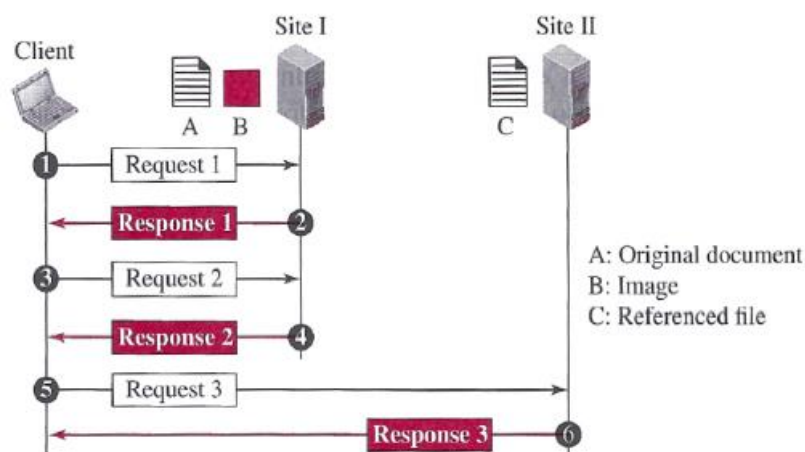 Site I
Site II
Client
A
B
C
1 Request 1
Response 1 2
3 Request 2
Response 2 4
5 Request 3
Response 3 6
A: Original document
B: Image
C: Referenced file